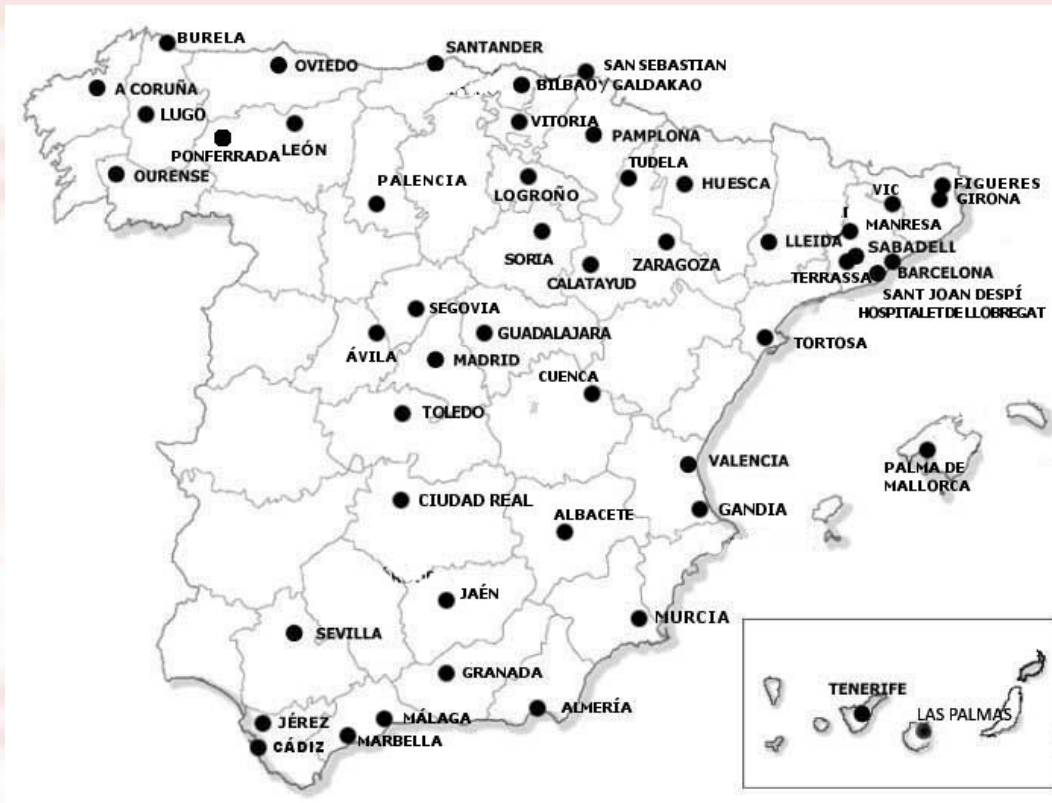 BURELA
SANTANDER
OVIEDO
SAN SEBASTIAN
BILBAO / GALDAKAO
A CORUÑA
LUGO
VITORIA
PAMPLONA
LEÓN
PONFERRADA
OURENSE
PALENCIA
LOGROÑO
TUDELA
HUESCA
VIC
FIGUERES
GIRONA
I
MANRESA
SORIA
CALATAYUD
ZARAGOZA
LLEIDA
SABADELL
TERRASSA
BARCELONA
SANT JOAN DESPÍ
HOSPITALET DE LLOBREGAT
SEGOVIA
ÁVILA
GUADALAJARA
MADRID
TORTOSA
CUENCA
TOLEDO
VALENCIA
PALMA DE
MALLORCA
CIUDAD REAL
ALBACETE
GANDIA
JAÉN
MURCIA
SEVILLA
GRANADA
ALMERÍA
MÁLAGA
JÉREZ
MARBELLA
CÁDIZ
TENERIFE
LAS PALMAS